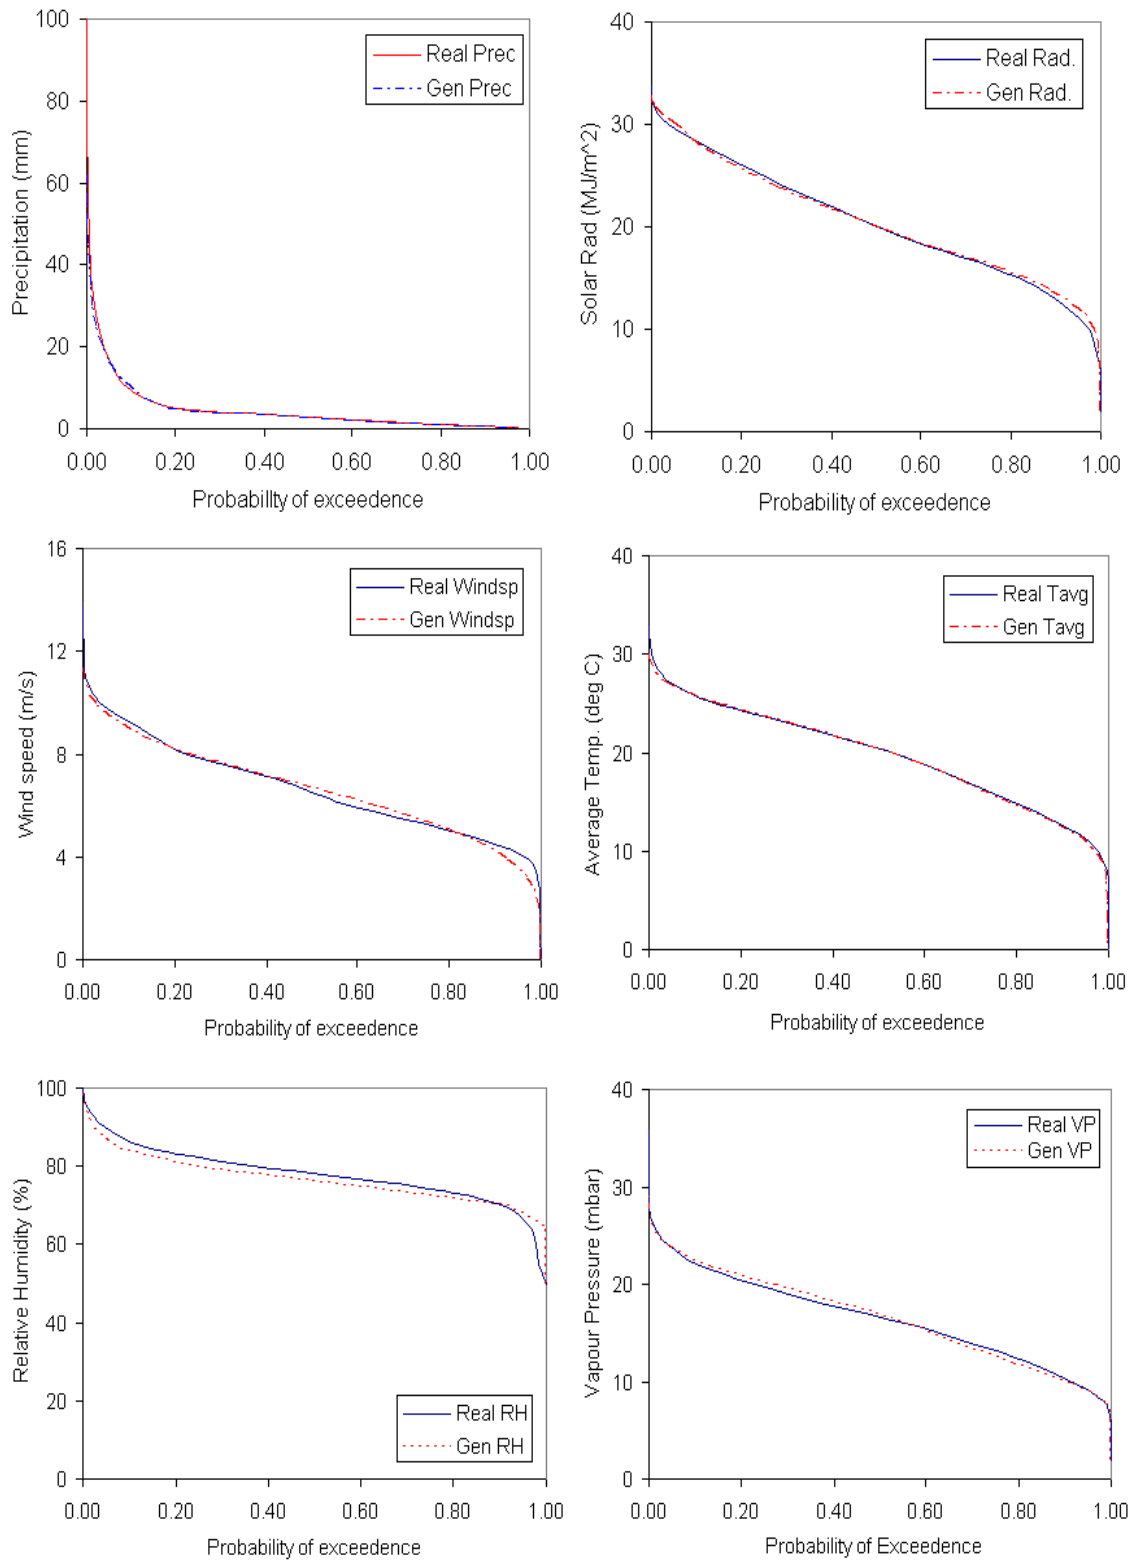 100
80
60
40
20
0
Precipitation (mm)
Real Prec
Gen Prec
0.00 0.20 0.40 0.60 0.80 1.00
Probabillty of exceedence
40
30
20
10
0
Solar Rad (MJ/m^2)
Real Rad.
Gen Rad.
0.00 0.20 0.40 0.60 0.80 1.00
Probability of exceedence
16
12
8
4
0
Wind speed (m/s)
Real Windsp
Gen Windsp
0.00 0.20 0.40 0.60 0.80 1.00
Probability of exceedence
40
30
20
10
0
Average Temp. (deg C)
Real Tavg
Gen Tavg
0.00 0.20 0.40 0.60 0.80 1.00
Probability of exceedence
100
80
60
40
20
0
Relative Humidity (%)
Real RH
Gen RH
0.00 0.20 0.40 0.60 0.80 1.00
Probability of exceedence
40
30
20
10
0
Vapour Pressure (mbar)
Real VP
Gen VP
0.00 0.20 0.40 0.60 0.80 1.00
Probability of Exceedence